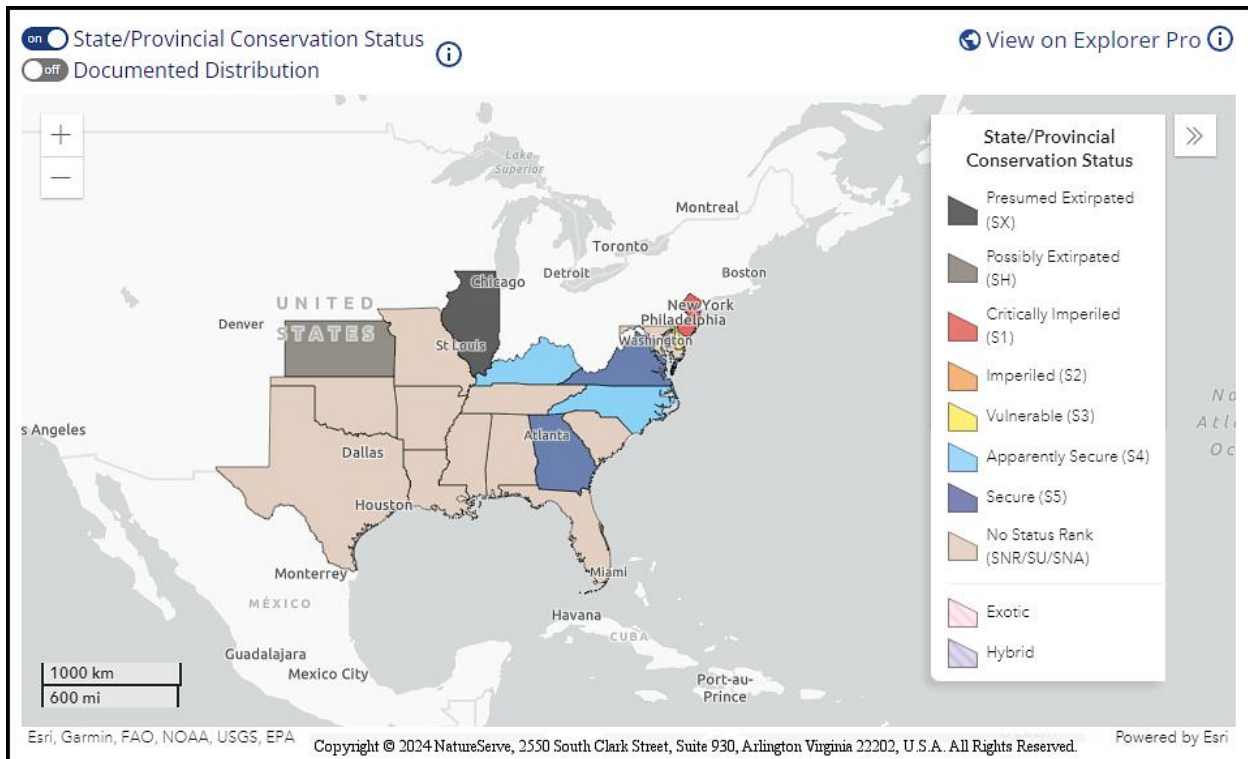 on State/Provincial Conservation Status
off Documented Distribution
View on Explorer Pro
State/Provincial
Conservation Status
Presumed Extirpated
(SX)
Possibly Extirpated
(SH)
Critically Imperiled
(S1)
Imperiled (S2)
Vulnerable (S3)
Apparently Secure (S4)
Secure (S5)
No Status Rank
(SNR/SU/SNA)
Exotic
Hybrid
Lake
Superior
Montreal
Toronto
Detroit
Boston
Chicago
New York
Philadelphia
UNITED
STATES
Denver
St Louis
Washington
s Angeles
Atlanta
Dallas
Houston
Monterrey
Miami
MÉXICO
Havana
CUBA
Guadalajara
Mexico City
Port-au-
Prince
No
Atl
Oc
1000 km
600 mi
Esri, Garmin, FAO, NOAA, USGS, EPA
Copyright © 2024 NatureServe, 2550 South Clark Street, Suite 930, Arlington Virginia 22202, U.S.A. All Rights Reserved.
Powered by Esri